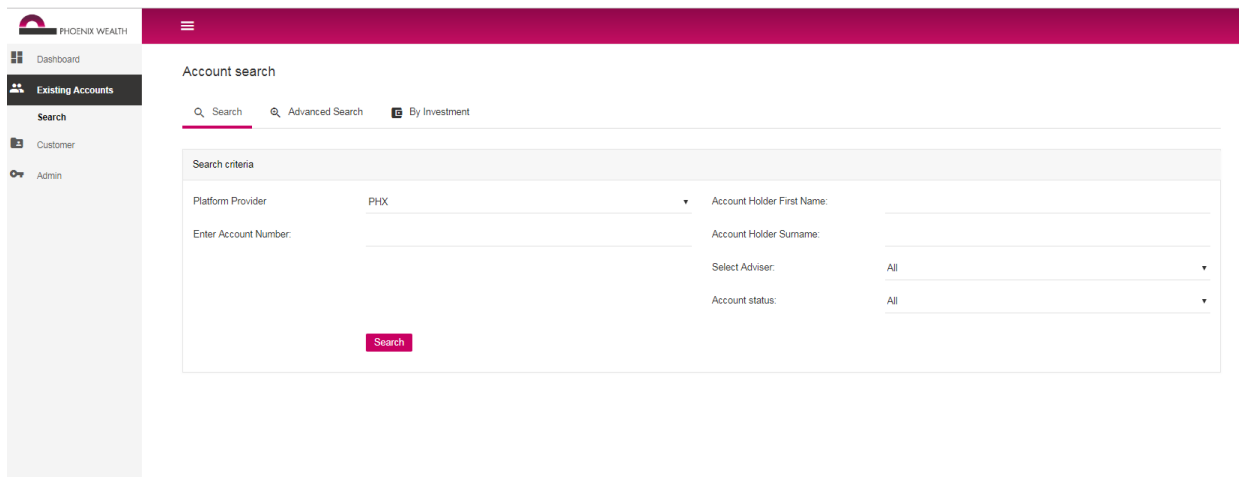 PHOENIX WEALTH
Dashboard
Existing Accounts
Search
Customer
Admin
Account search
Search Advanced Search By Investment
Search criteria
Platform Provider PHX Account Holder First Name:
Enter Account Number: Account Holder Surname:
Select Adviser: All
Account status: All
Search